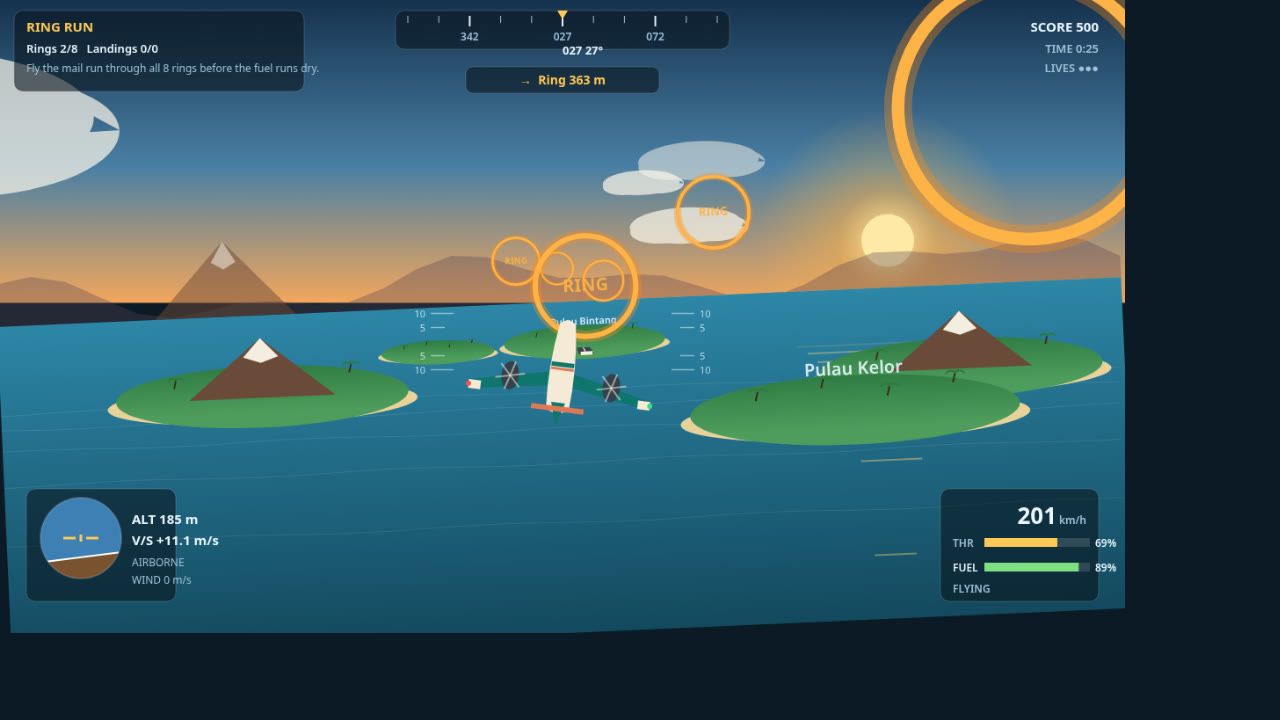 RING RUN
Rings 2/8 Landings 0/0
Fly the mail run through all 8 rings before the fuel runs dry.
342 027 072
027 27°
→ Ring 363 m
SCORE 500
TIME 0:25
LIVES ●●●
RING
RING
RING
Pulau Bintang
10 10
5 5
5 5
10 10
Pulau Kelor
ALT 185 m
V/S +11.1 m/s
AIRBORNE
WIND 0 m/s
201 km/h
THR 69%
FUEL 89%
FLYING